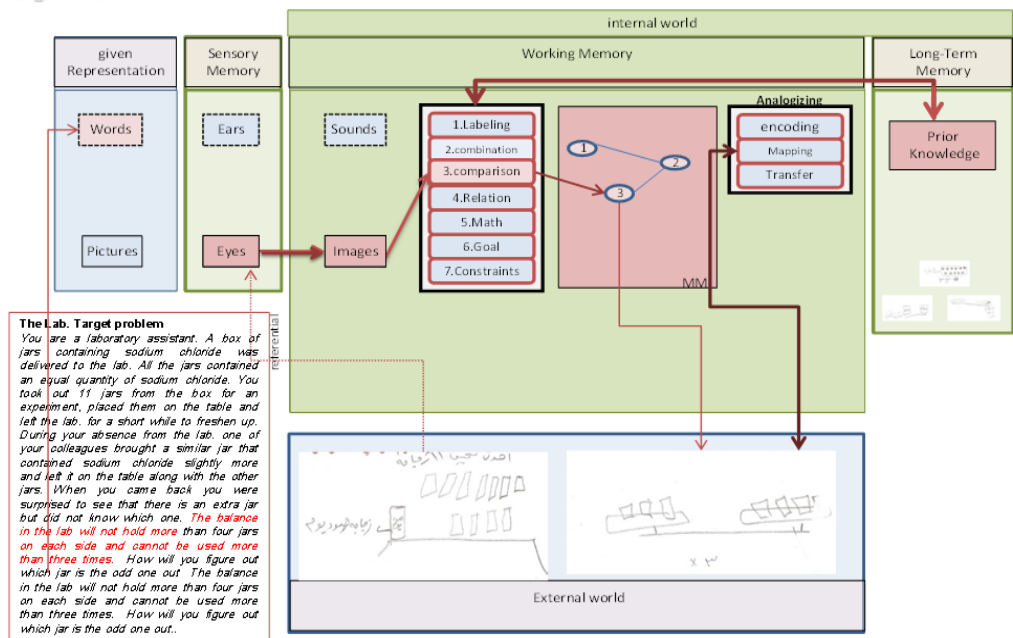 internal world
given
Representation
Sensory
Memory
Working Memory
Long-Term
Memory
Words
Ears
Sounds
Pictures
Eyes
Images
1.Labeling
2.combination
3.comparison
4.Relation
5.Math
6.Goal
7.Constraints
1
2
3
MM
Analogizing
encoding
Mapping
Transfer
Prior
Knowledge
referential
The Lab. Target problem
You are a laboratory assistant. A box of
jars containing sodium chloride was
delivered to the lab. All the jars contained
an equal quantity of sodium chloride. You
took out 11 jars from the box for an
experiment, placed them on the table and
left the lab. for a short while to freshen up.
During your absence from the lab. one of
your colleagues brought a similar jar that
contained sodium chloride slightly more
and left it on the table along with the other
jars. When you came back you were
surprised to see that there is an extra jar
but did not know which one. The balance
in the lab will not hold more than four jars
on each side and cannot be used more
than three times. How will you figure out
which jar is the odd one out The balance
in the lab will not hold more than four jars
on each side and cannot be used more
than three times. How will you figure out
which jar is the odd one out..
x ٣
External world